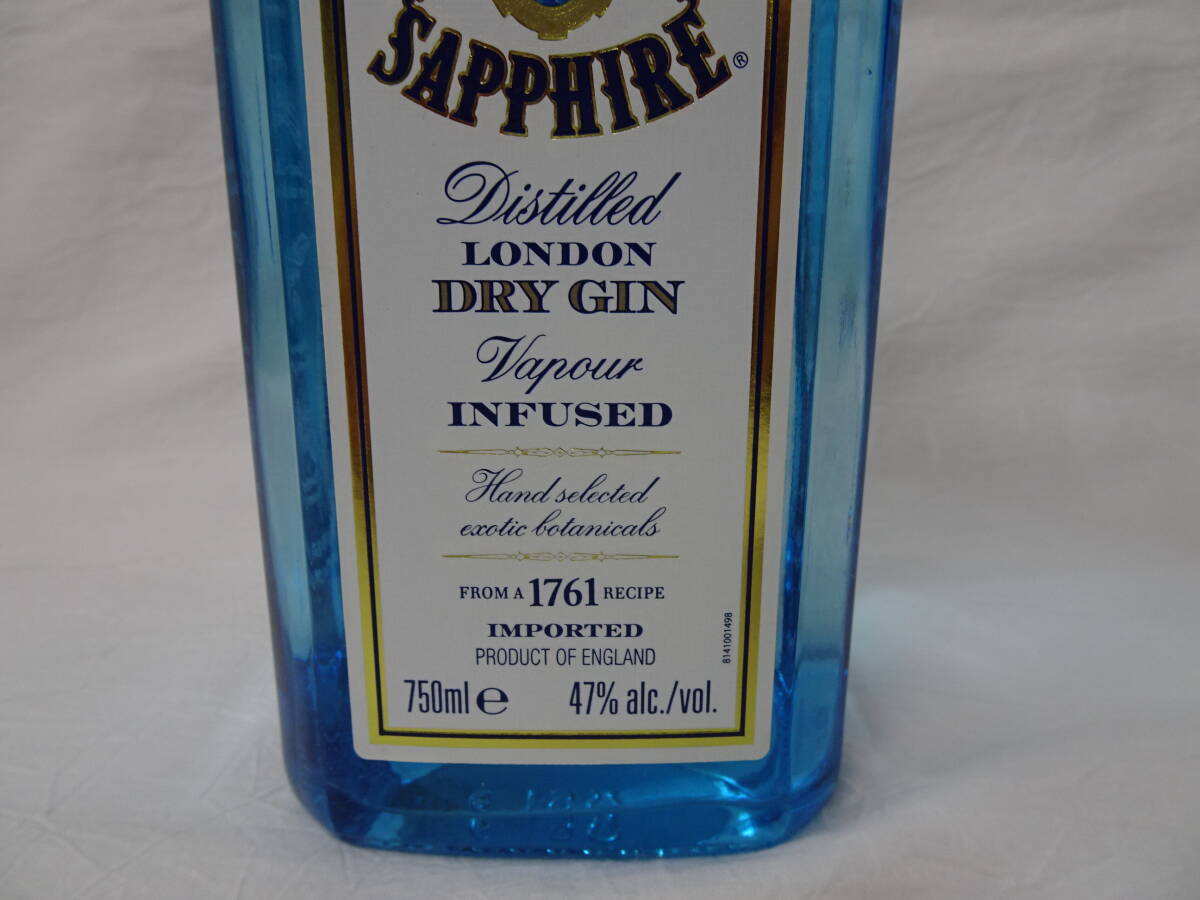 SAPPHIRE®
Distilled
LONDON
DRY GIN
Vapour
INFUSED
Hand selected
exotic botanicals
FROM A 1761 RECIPE
IMPORTED
PRODUCT OF ENGLAND
750ml e 47% alc./vol.
8141001498